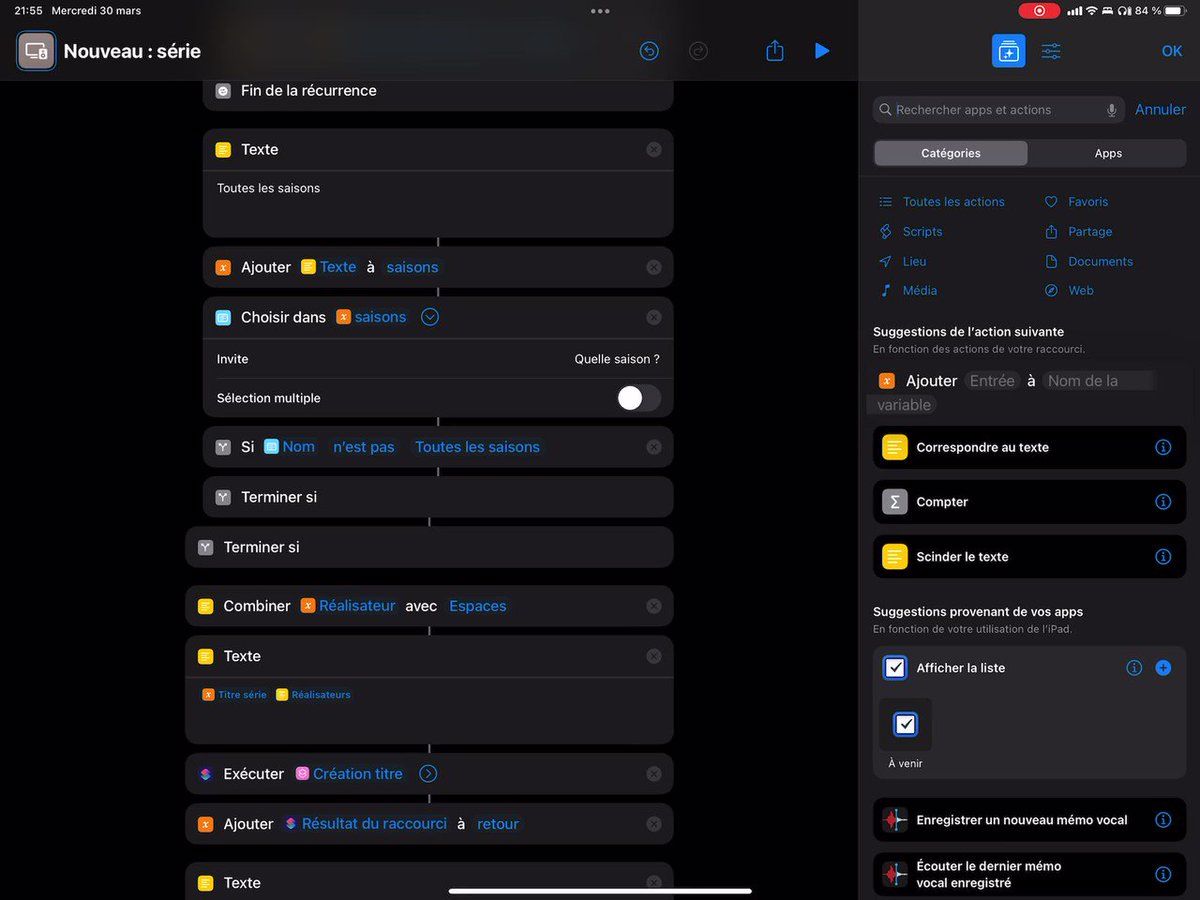 21:55 Mercredi 30 mars
84 %
Nouveau : série
OK
Fin de la récurrence
Texte
Toutes les saisons
Ajouter Texte à saisons
Choisir dans saisons
Invite Quelle saison ?
Sélection multiple
Si Nom n'est pas Toutes les saisons
Terminer si
Terminer si
Combiner Réalisateur avec Espaces
Texte
Titre série Réalisateurs
Exécuter Création titre
Ajouter Résultat du raccourci à retour
Texte
Rechercher apps et actions Annuler
Catégories Apps
Toutes les actions Favoris
Scripts Partage
Lieu Documents
Média Web
Suggestions de l'action suivante
En fonction des actions de votre raccourci.
Ajouter Entrée à Nom de la
variable
Correspondre au texte
Compter
Scinder le texte
Suggestions provenant de vos apps
En fonction de votre utilisation de l'iPad.
Afficher la liste
À venir
Enregistrer un nouveau mémo vocal
Écouter le dernier mémo
vocal enregistré